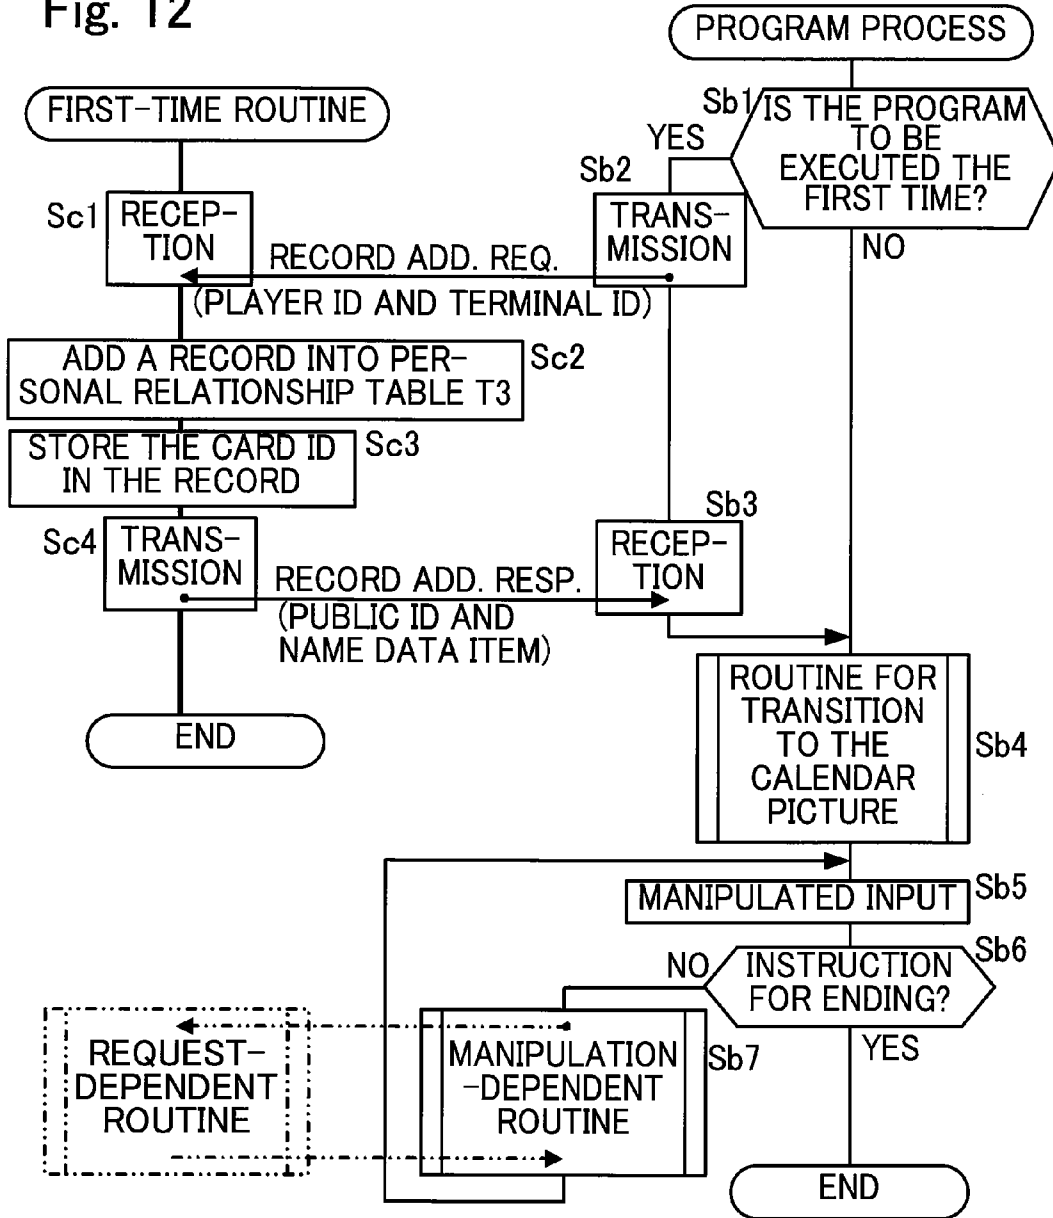 Fig. 12
PROGRAM PROCESS
FIRST-TIME ROUTINE
Sb1
IS THE PROGRAM
TO BE
EXECUTED THE
FIRST TIME?
YES
NO
Sb2
TRANS-
MISSION
Sc1
RECEP-
TION
RECORD ADD. REQ.
(PLAYER ID AND TERMINAL ID)
ADD A RECORD INTO PER-
SONAL RELATIONSHIP TABLE T3
Sc2
STORE THE CARD ID
IN THE RECORD
Sc3
Sc4
TRANS-
MISSION
RECORD ADD. RESP.
(PUBLIC ID AND
NAME DATA ITEM)
Sb3
RECEP-
TION
END
ROUTINE FOR
TRANSITION
TO THE
CALENDAR
PICTURE
Sb4
MANIPULATED INPUT
Sb5
INSTRUCTION
FOR ENDING?
Sb6
NO
YES
REQUEST-
DEPENDENT
ROUTINE
MANIPULATION
-DEPENDENT
ROUTINE
Sb7
END